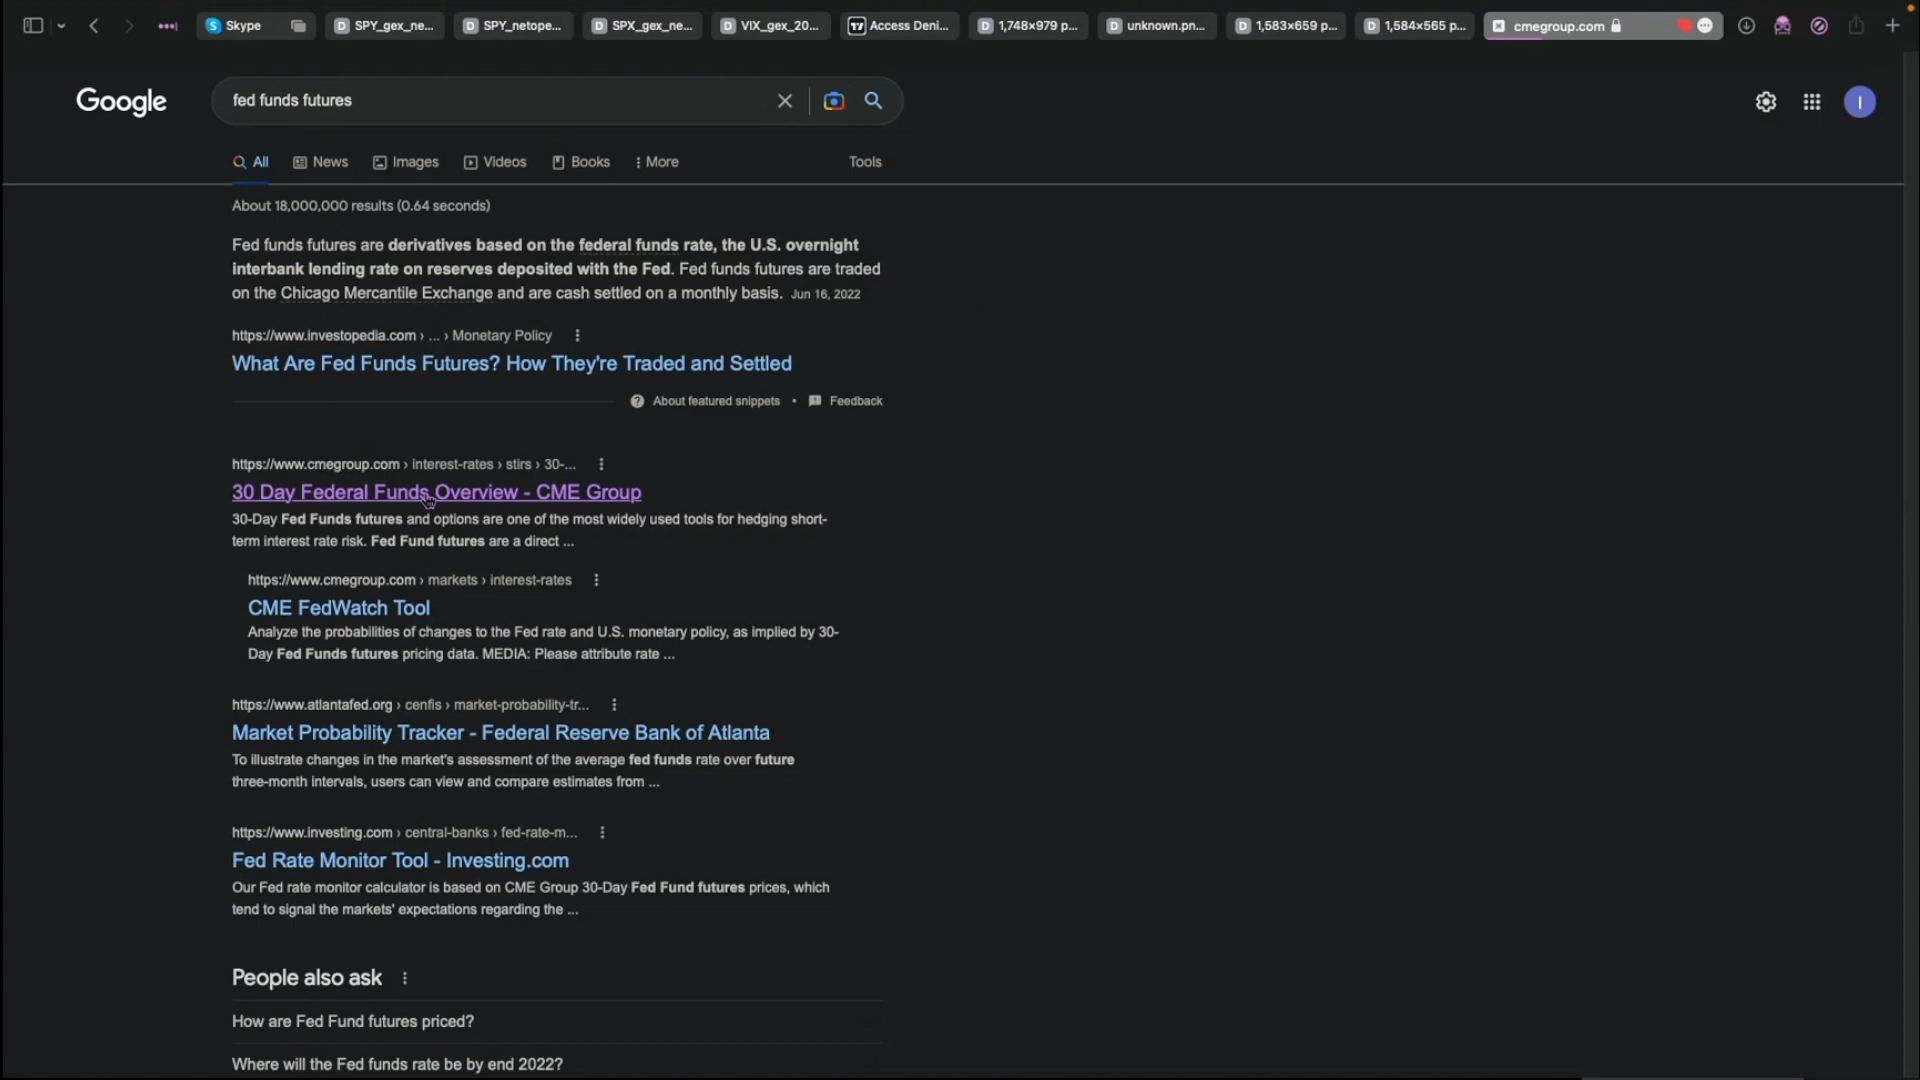 Skype
SPY_gex_ne...
SPY_netope...
SPX_gex_ne...
VIX_gex_20...
Access Deni...
1,748×979 p...
unknown.pn...
1,583×659 p...
1,584×565 p...
cmegroup.com
Google
fed funds futures
I
All
News
Images
Videos
Books
More
Tools
About 18,000,000 results (0.64 seconds)
Fed funds futures are derivatives based on the federal funds rate, the U.S. overnight
interbank lending rate on reserves deposited with the Fed. Fed funds futures are traded
on the Chicago Mercantile Exchange and are cash settled on a monthly basis. Jun 16, 2022
https://www.investopedia.com › ... › Monetary Policy
What Are Fed Funds Futures? How They're Traded and Settled
About featured snippets • Feedback
https://www.cmegroup.com › interest-rates › stirs › 30-...
30 Day Federal Funds Overview - CME Group
30-Day Fed Funds futures and options are one of the most widely used tools for hedging short-
term interest rate risk. Fed Fund futures are a direct ...
https://www.cmegroup.com › markets › interest-rates
CME FedWatch Tool
Analyze the probabilities of changes to the Fed rate and U.S. monetary policy, as implied by 30-
Day Fed Funds futures pricing data. MEDIA: Please attribute rate ...
https://www.atlantafed.org › cenfis › market-probability-tr...
Market Probability Tracker - Federal Reserve Bank of Atlanta
To illustrate changes in the market's assessment of the average fed funds rate over future
three-month intervals, users can view and compare estimates from ...
https://www.investing.com › central-banks › fed-rate-m...
Fed Rate Monitor Tool - Investing.com
Our Fed rate monitor calculator is based on CME Group 30-Day Fed Fund futures prices, which
tend to signal the markets' expectations regarding the ...
People also ask
How are Fed Fund futures priced?
Where will the Fed funds rate be by end 2022?